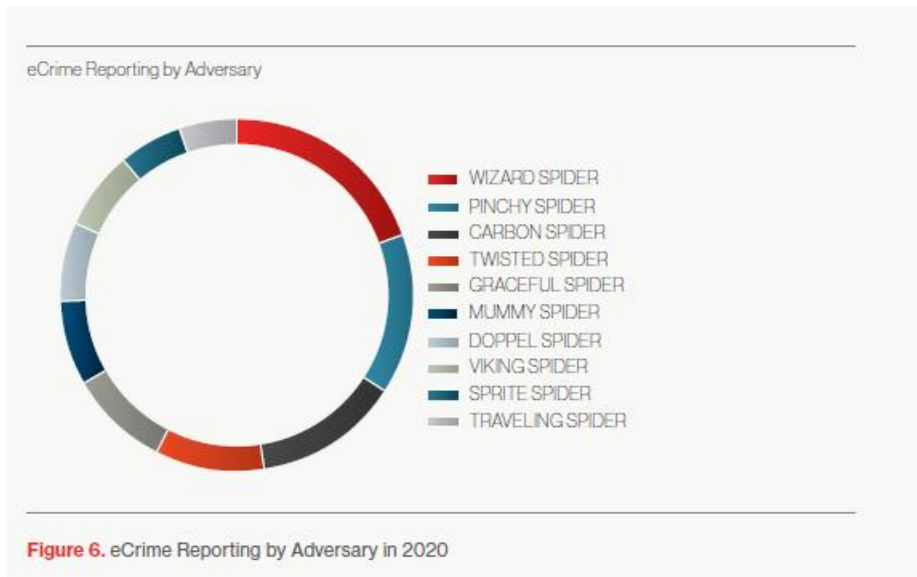 eCrime Reporting by Adversary
WIZARD SPIDER
PINCHY SPIDER
CARBON SPIDER
TWISTED SPIDER
GRACEFUL SPIDER
MUMMY SPIDER
DOPPEL SPIDER
VIKING SPIDER
SPRITE SPIDER
TRAVELING SPIDER
Figure 6. eCrime Reporting by Adversary in 2020